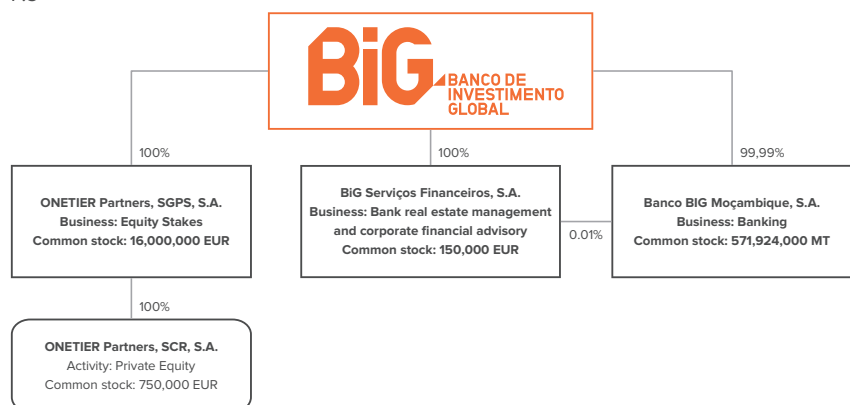 BiG
BANCO DE
INVESTIMENTO
GLOBAL
100%
100%
99,99%
ONETIER Partners, SGPS, S.A.
Business: Equity Stakes
Common stock: 16,000,000 EUR
BiG Serviços Financeiros, S.A.
Business: Bank real estate management
and corporate financial advisory
Common stock: 150,000 EUR
0.01%
Banco BIG Moçambique, S.A.
Business: Banking
Common stock: 571,924,000 MT
100%
ONETIER Partners, SCR, S.A.
Activity: Private Equity
Common stock: 750,000 EUR